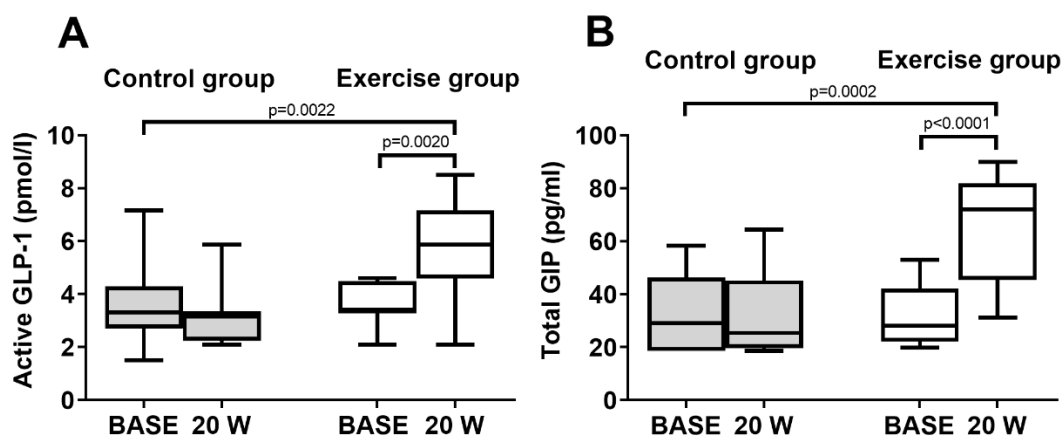 A
Control group Exercise group
p=0.0022
p=0.0020
Active GLP-1 (pmol/l)
10
8
6
4
2
0
BASE 20 W BASE 20 W
B
Control group Exercise group
p=0.0002
p<0.0001
Total GIP (pg/ml)
100
80
60
40
20
0
BASE 20 W BASE 20 W